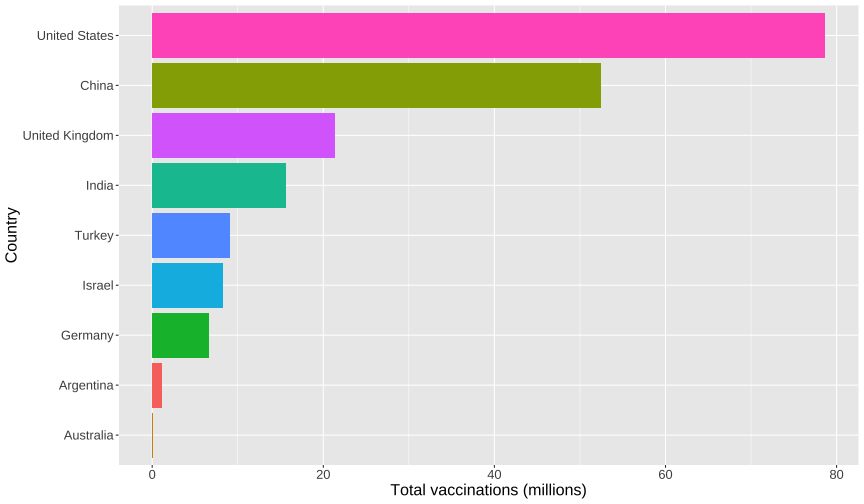 United States
China
United Kingdom
India
Turkey
Israel
Germany
Argentina
Australia
Country
0 20 40 60 80
Total vaccinations (millions)